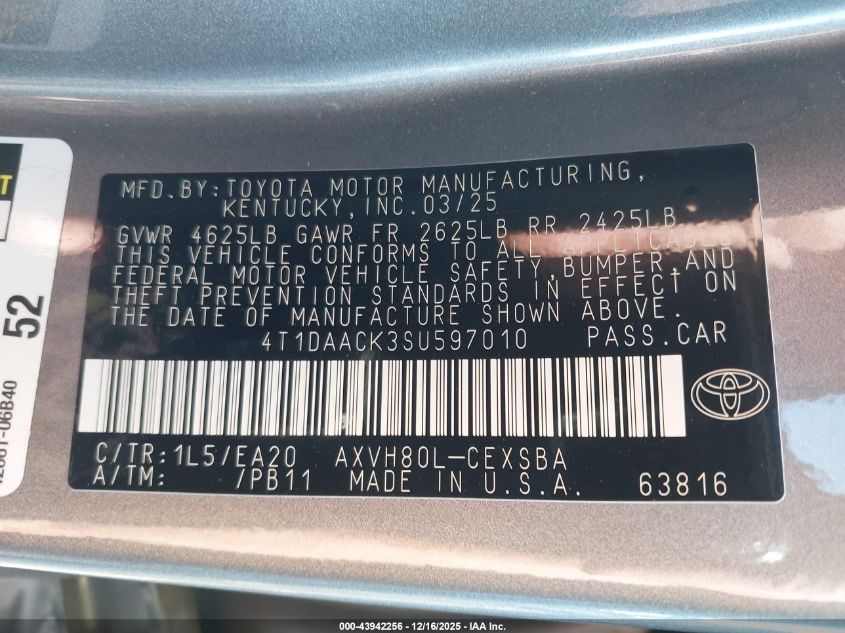 MFD. BY: TOYOTA MOTOR MANUFACTURING,
KENTUCKY, INC. 03/25
GVWR 4625LB GAWR FR 2625LB RR 2425LB
THIS VEHICLE CONFORMS TO ALL APPLICABLE
FEDERAL MOTOR VEHICLE SAFETY, BUMPER, AND
THEFT PREVENTION STANDARDS IN EFFECT ON
THE DATE OF MANUFACTURE SHOWN ABOVE.
4T1DAACK3SU597010 PASS.CAR
C/TR: 1L5/EA20 AXVH80L-CEXSBA
A/TM: /PB11 MADE IN U.S.A. 63816
52
06B40
000-43942256 - 12/16/2025 - IAA Inc.